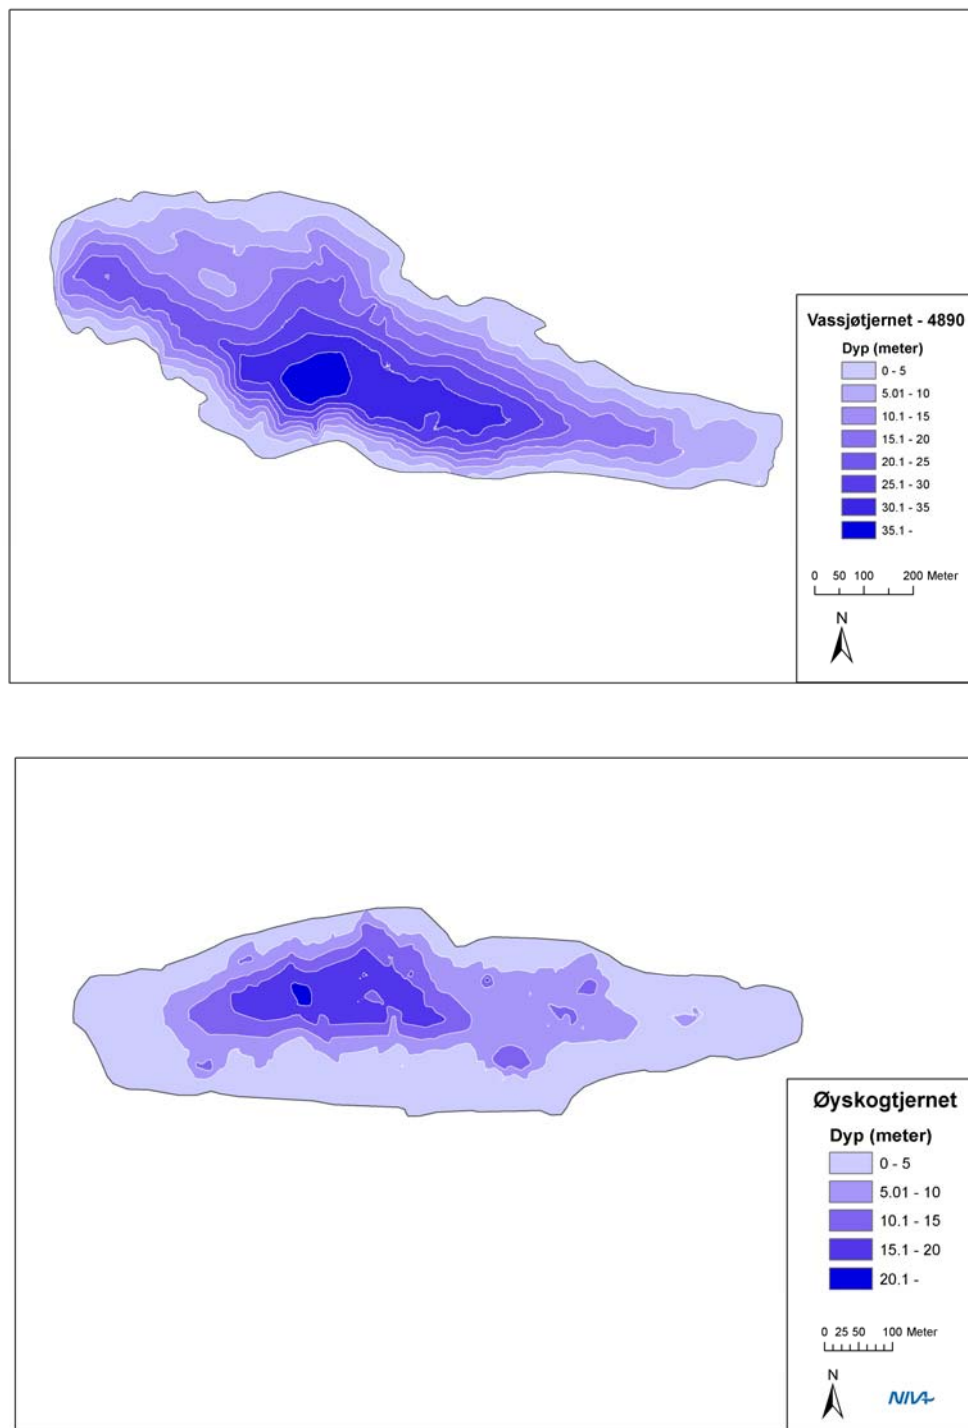 Vassjøtjernet - 4890
Dyp (meter)
0 - 5
5.01 - 10
10.1 - 15
15.1 - 20
20.1 - 25
25.1 - 30
30.1 - 35
35.1 -
0 50 100 200 Meter
N
Øyskogtjernet
Dyp (meter)
0 - 5
5.01 - 10
10.1 - 15
15.1 - 20
20.1 -
0 25 50 100 Meter
N
NIVA